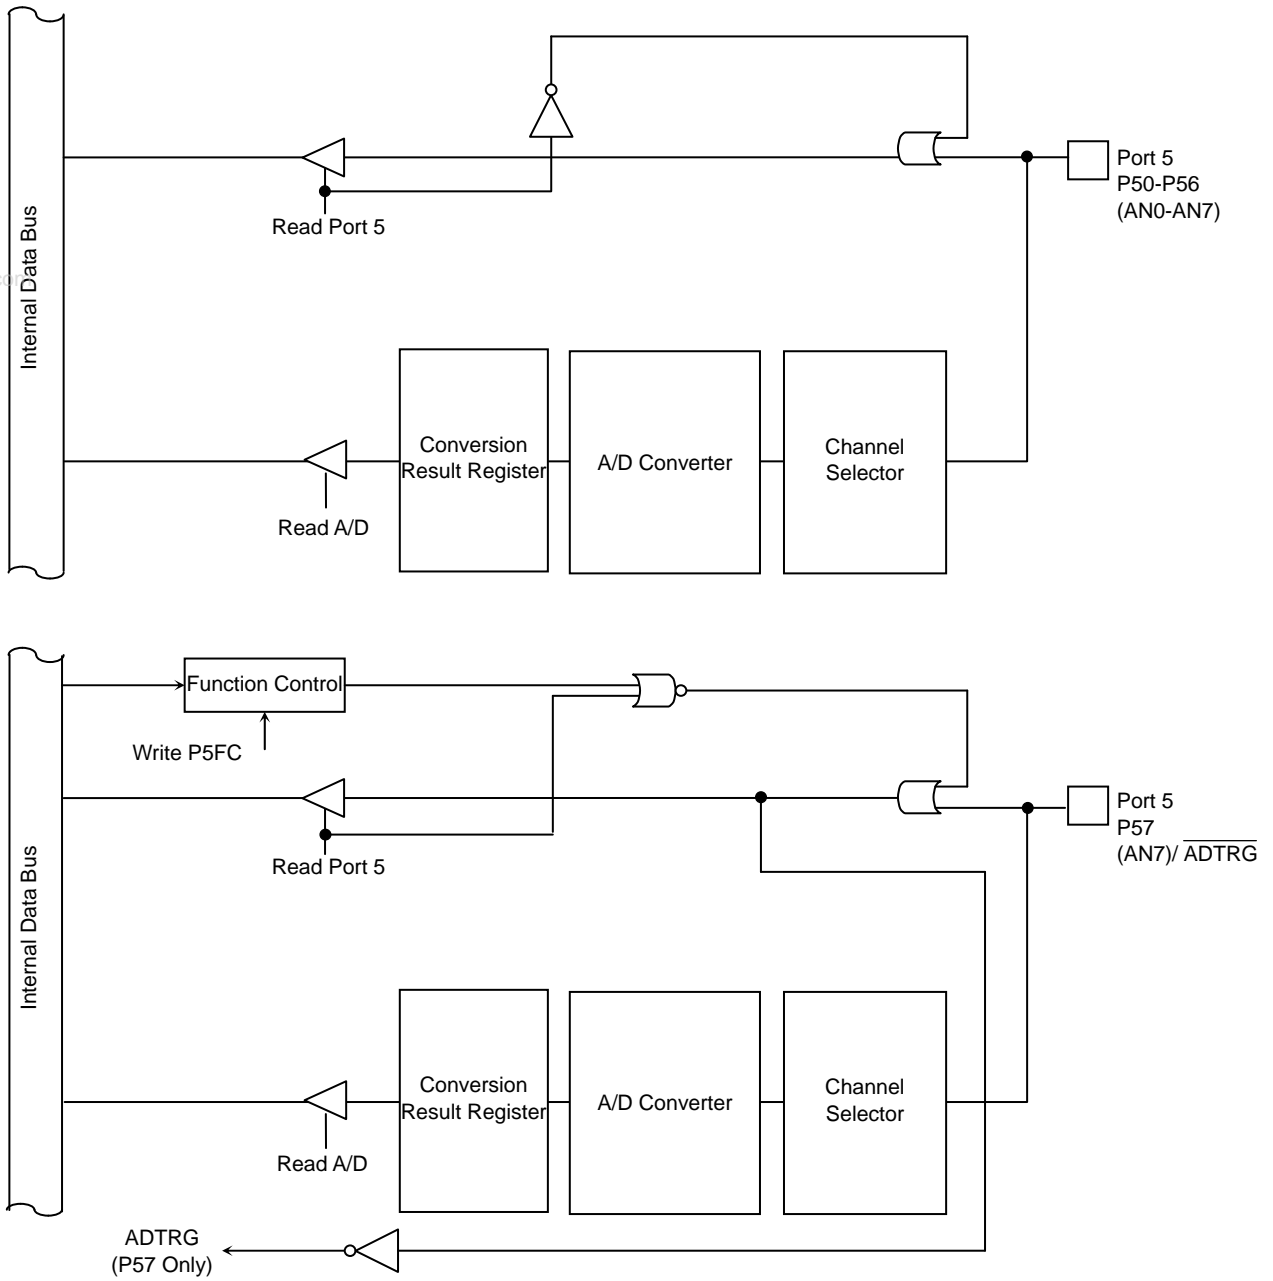 Port 5
P50-P56
(AN0-AN7)
Read Port 5
Internal Data Bus
com
Conversion
Result Register
A/D Converter
Channel
Selector
Read A/D
Function Control
Write P5FC
Port 5
P57
(AN7)/ ADTRG
Read Port 5
Internal Data Bus
Conversion
Result Register
A/D Converter
Channel
Selector
Read A/D
ADTRG
(P57 Only)